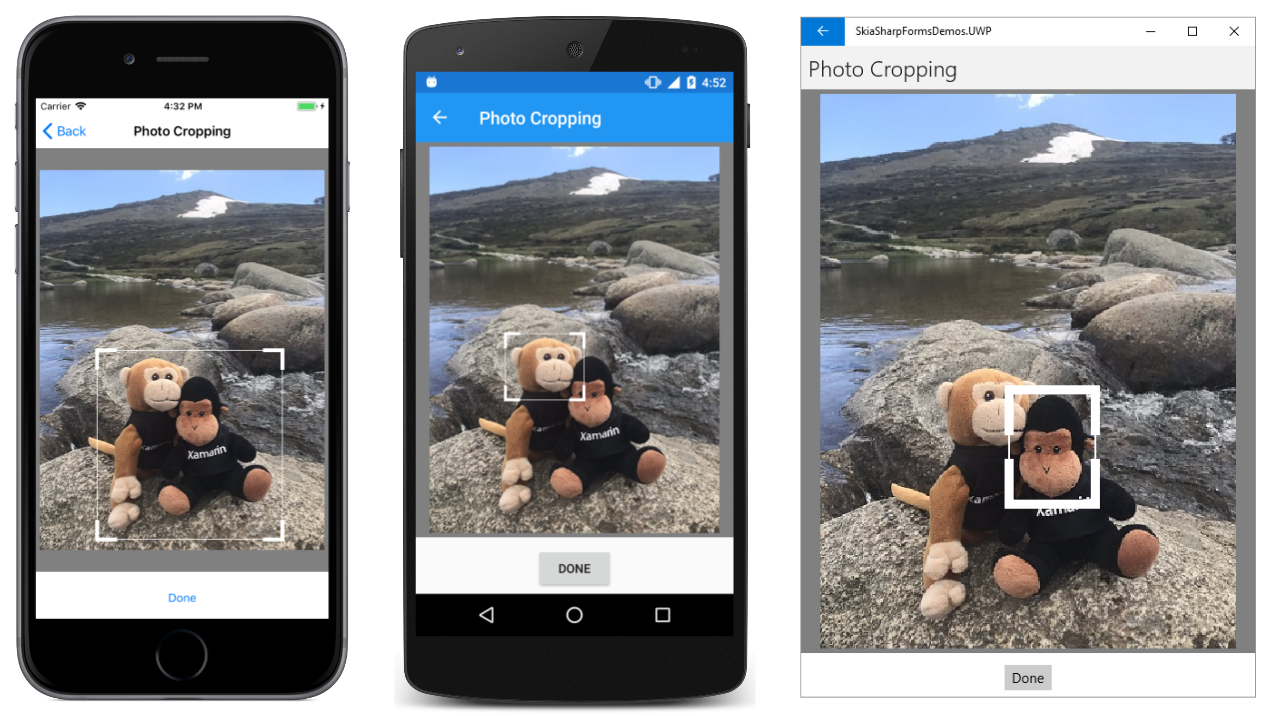 Carrier
4:32 PM
Back
Photo Cropping
Xamarin
Done
4:52
Photo Cropping
Xamarin
DONE
SkiaSharpFormsDemos.UWP
Photo Cropping
Xamarin
Done